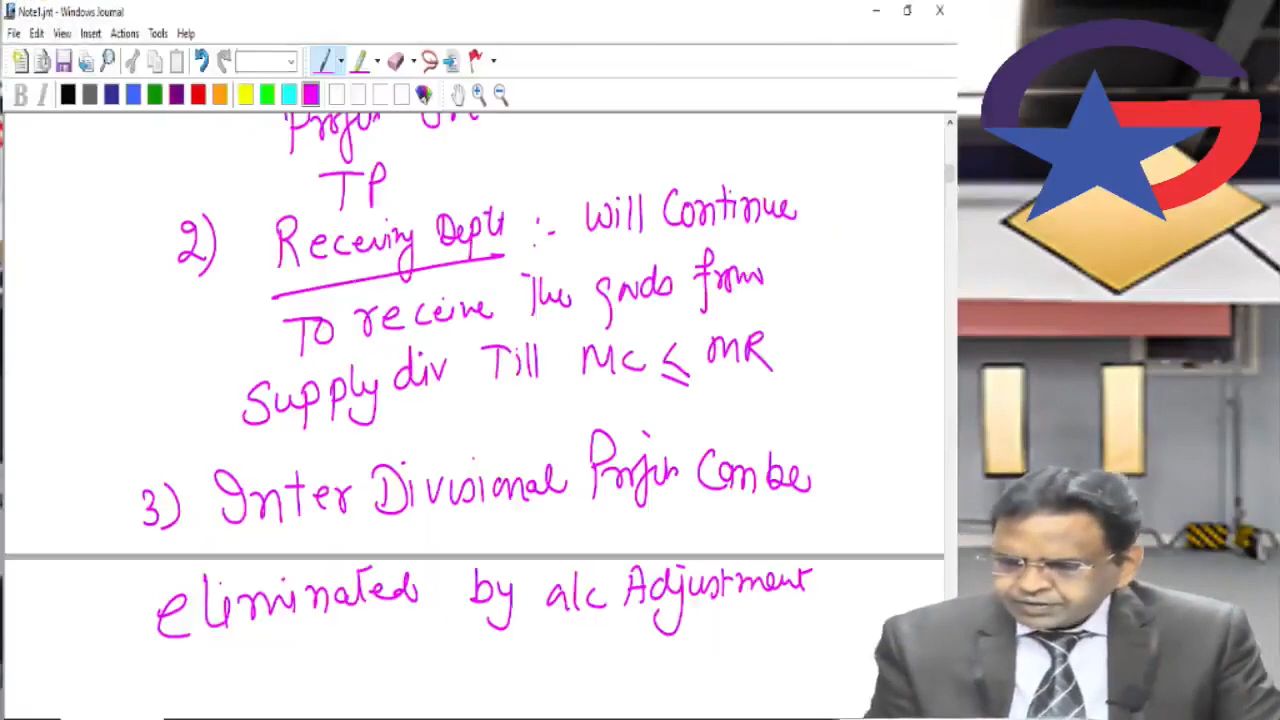 Note1.jnt - Windows Journal
File Edit View Insert Actions Tools Help
B I
TP
2) Receiving Dept :- Will Continue
To receive The goods from
Supply div Till MC ≤ MR
3) Inter Divisional Profit Can be
eliminated by a/c Adjustment